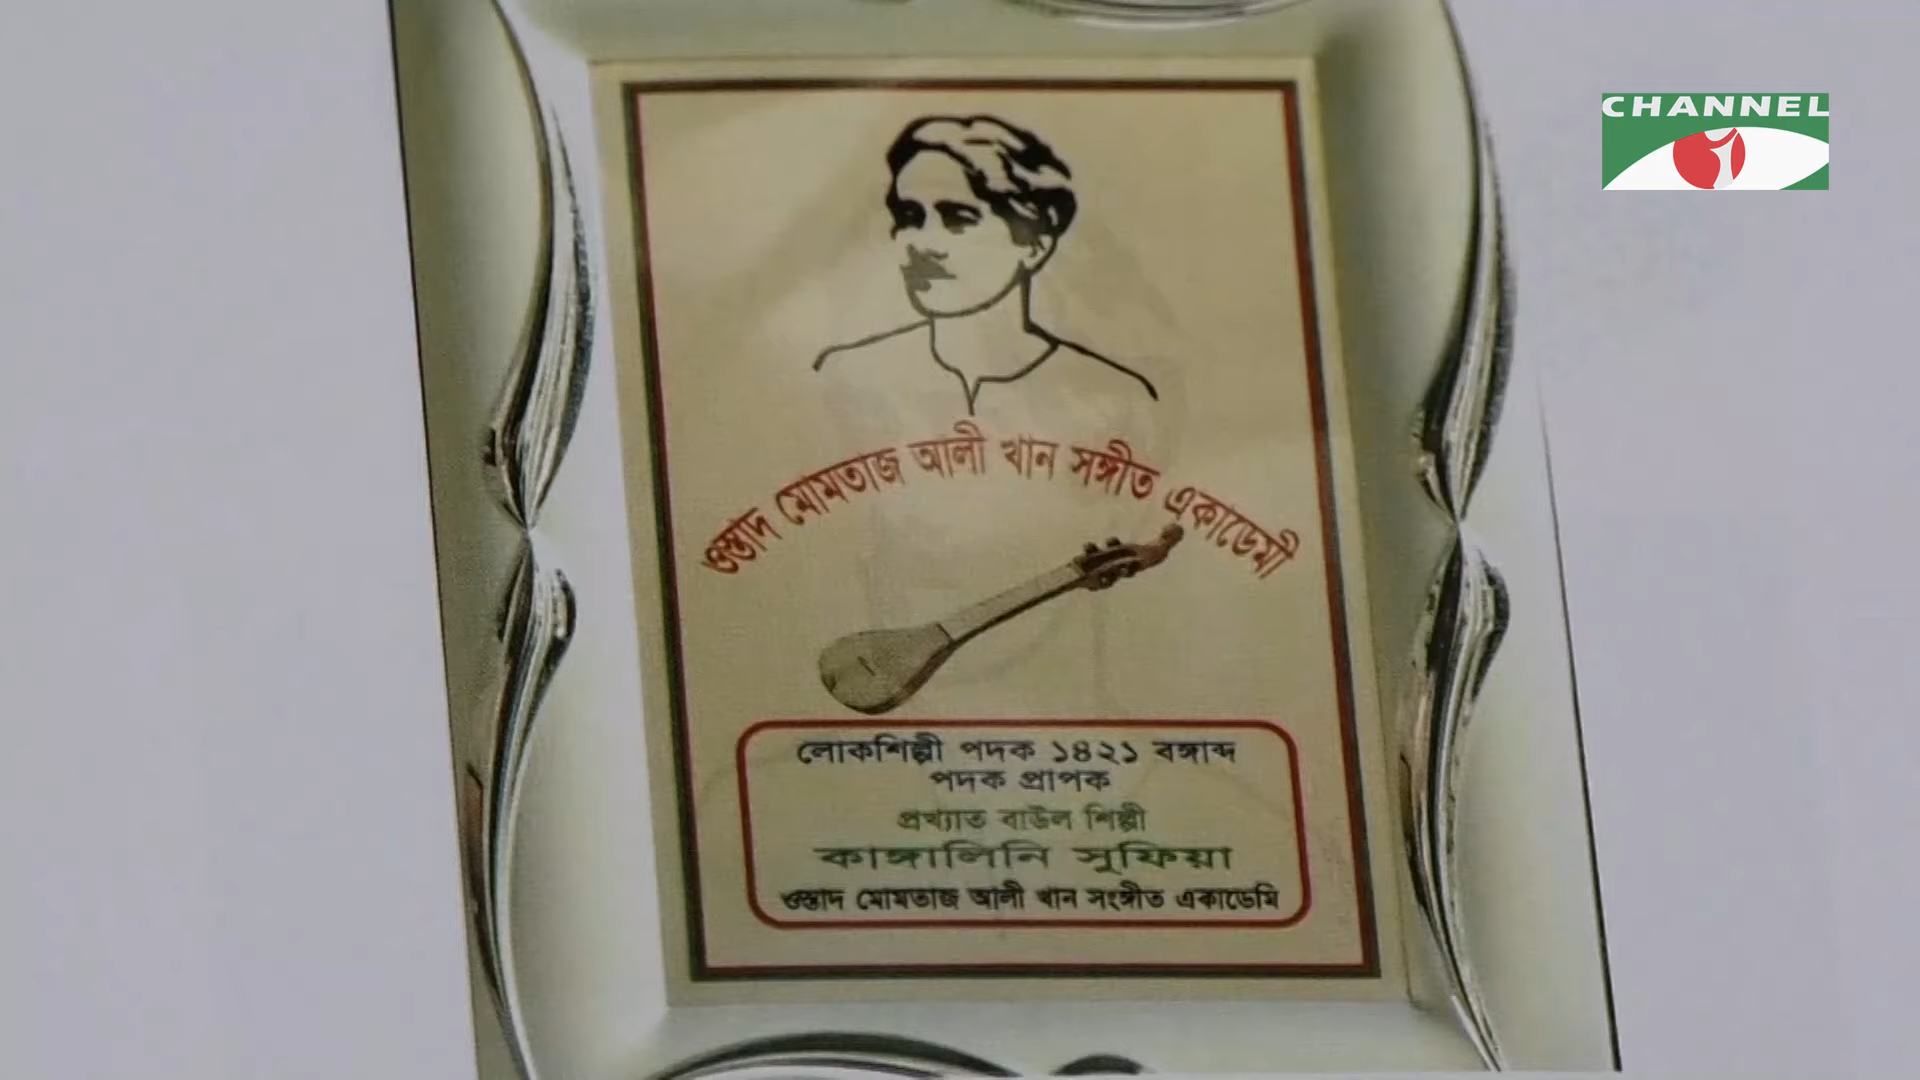 CHANNEL
ওস্তাদ মোমতাজ আলী খান সঙ্গীত একাডেমী
লোকশিল্পী পদক ১৪২১ বঙ্গাব্দ
পদক প্রাপক
প্রখ্যাত বাউল শিল্পী
কাঙ্গালিনি সুফিয়া
ওস্তাদ মোমতাজ আলী খান সংঙ্গীত একাডেমি